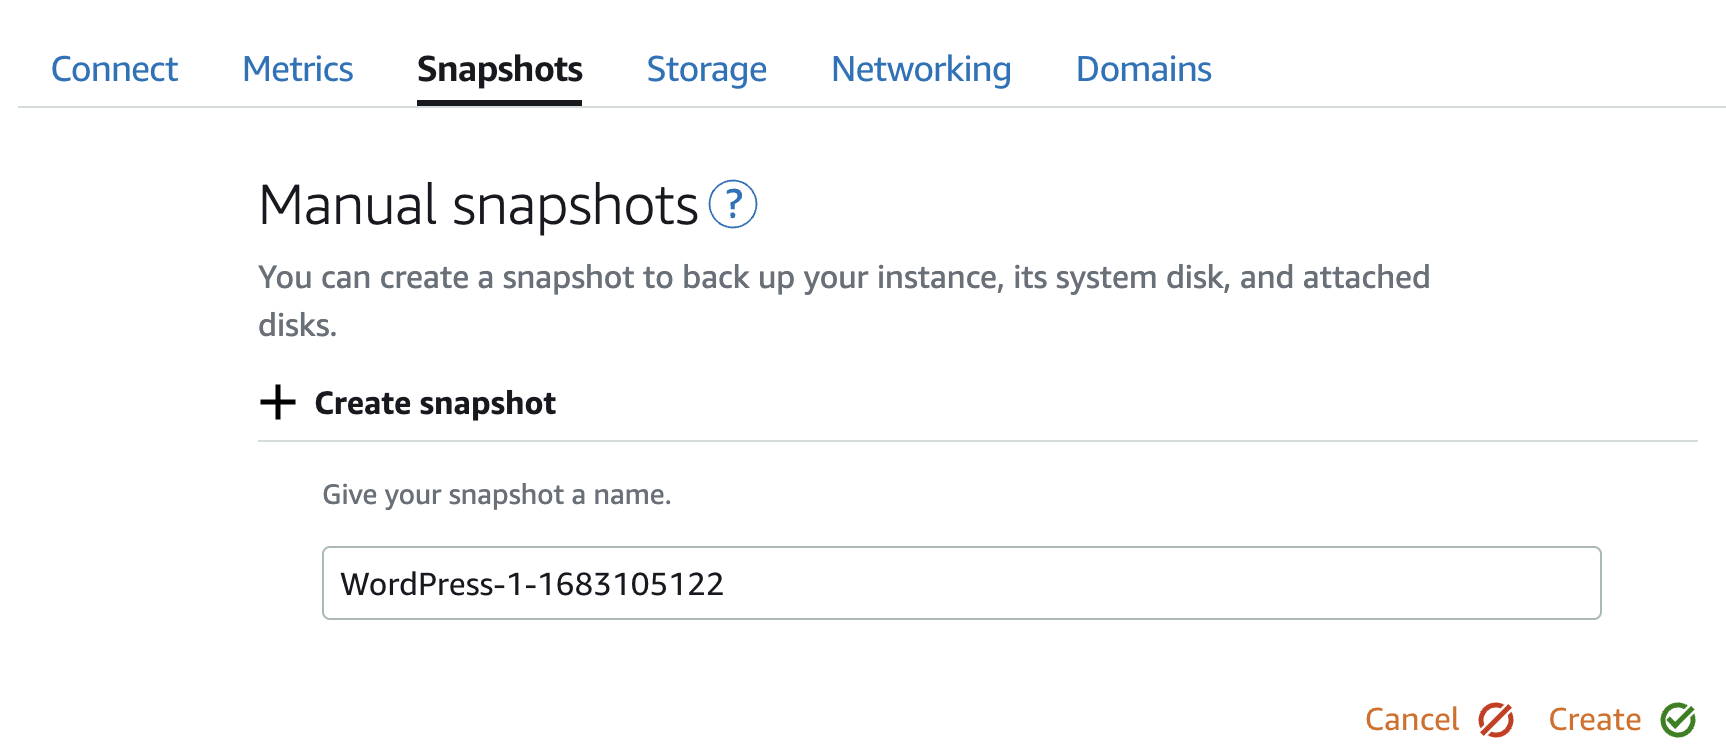 Connect Metrics Snapshots Storage Networking Domains
Manual snapshots ?
You can create a snapshot to back up your instance, its system disk, and attached
disks.
+ Create snapshot
Give your snapshot a name.
WordPress-1-1683105122
Cancel Create